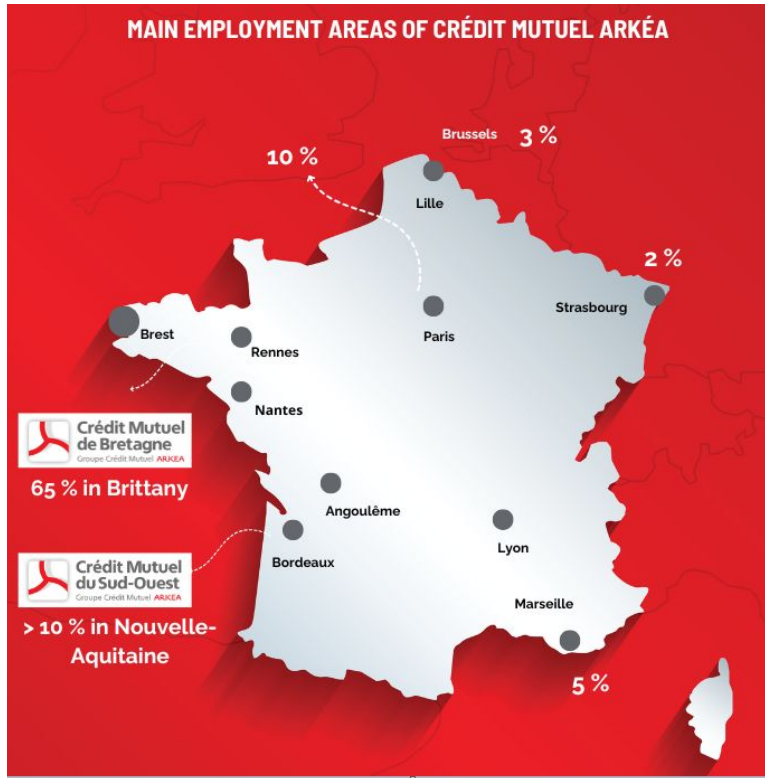 MAIN EMPLOYMENT AREAS OF CRÉDIT MUTUEL ARKÉA
Brussels 3 %
10 %
Lille
2 %
Strasbourg
Paris
Brest
Rennes
Nantes
Crédit Mutuel
de Bretagne
Groupe Crédit Mutuel ARKEA
65 % in Brittany
Angoulême
Lyon
Bordeaux
Crédit Mutuel
du Sud-Ouest
Groupe Crédit Mutuel ARKEA
> 10 % in Nouvelle-
Aquitaine
Marseille
5 %